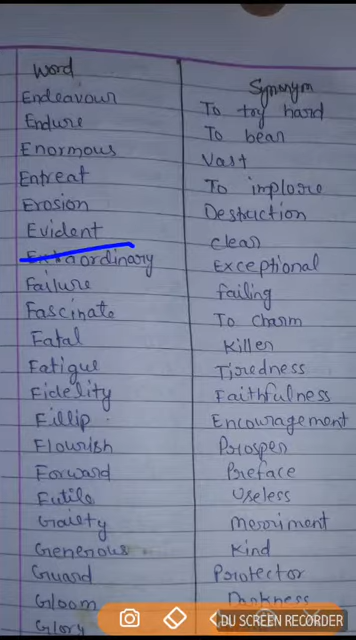 Word Synonym
Endeavour To try hard
Endure To bear
Enormous Vast
Entreat To implore
Erosion Destruction
Evident clear
Extraordinary Exceptional
Failure failing
Fascinate To charm
Fatal Killer
Fatigue Tiredness
Fidelity Faithfulness
Fillip Encouragement
Flourish Prosper
Forward Preface
Futile Useless
Gaiety Merriment
Generous Kind
Guard Protector
Gloom Darkness
Glory
DU SCREEN RECORDER